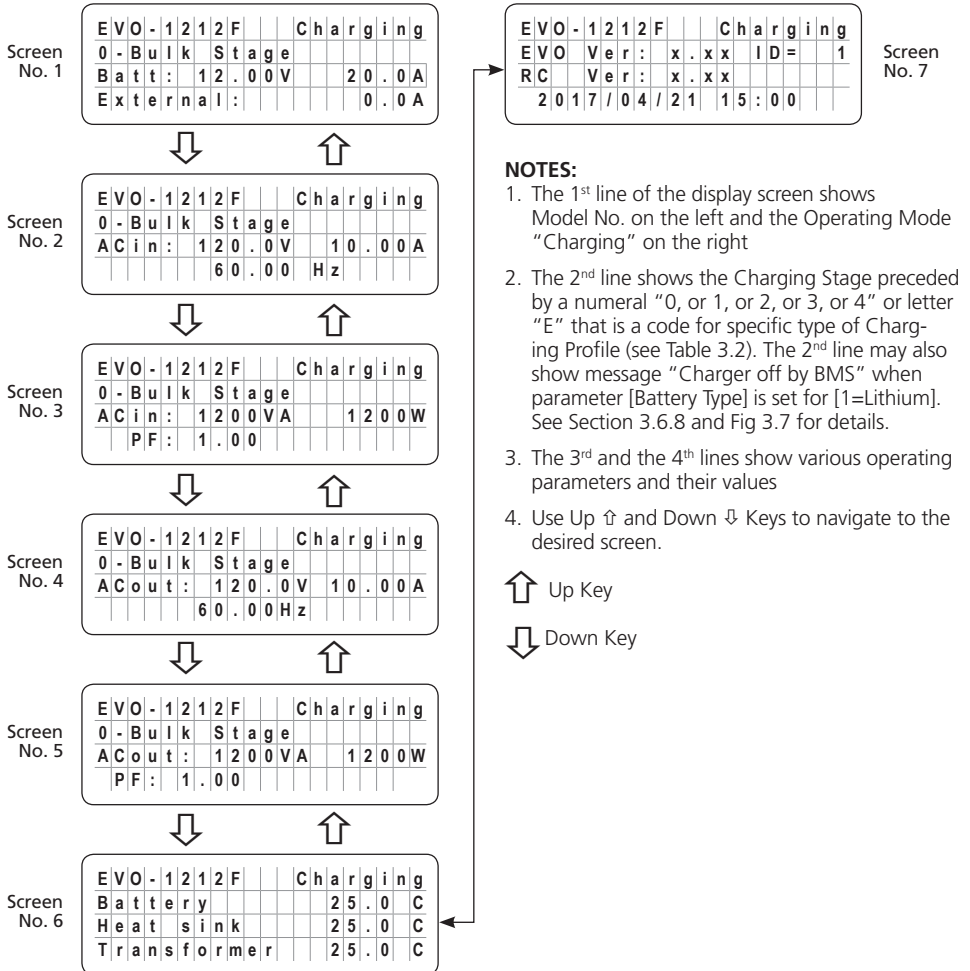 Screen No. 1
EVO-1212F Charging
0-Bulk Stage
Batt: 12.00V 20.0A
External: 0.0A
Screen No. 2
EVO-1212F Charging
0-Bulk Stage
ACin: 120.0V 10.00A
60.00 Hz
Screen No. 3
EVO-1212F Charging
0-Bulk Stage
ACin: 1200VA 1200W
PF: 1.00
Screen No. 4
EVO-1212F Charging
0-Bulk Stage
ACout: 120.0V 10.00A
60.00Hz
Screen No. 5
EVO-1212F Charging
0-Bulk Stage
ACout: 1200VA 1200W
PF: 1.00
Screen No. 6
EVO-1212F Charging
Battery 25.0 C
Heat sink 25.0 C
Transformer 25.0 C
EVO-1212F Charging
EVO Ver: x.xx ID= 1
RC Ver: x.xx
2017/04/21 15:00
Screen No. 7
NOTES:
1. The 1st line of the display screen shows
Model No. on the left and the Operating Mode
“Charging” on the right
2. The 2nd line shows the Charging Stage preceded
by a numeral “0, or 1, or 2, or 3, or 4” or letter
“E” that is a code for specific type of Charg-
ing Profile (see Table 3.2). The 2nd line may also
show message “Charger off by BMS” when
parameter [Battery Type] is set for [1=Lithium].
See Section 3.6.8 and Fig 3.7 for details.
3. The 3rd and the 4th lines show various operating
parameters and their values
4. Use Up ⇧ and Down ⇩ Keys to navigate to the
desired screen.
⇧ Up Key
⇩ Down Key